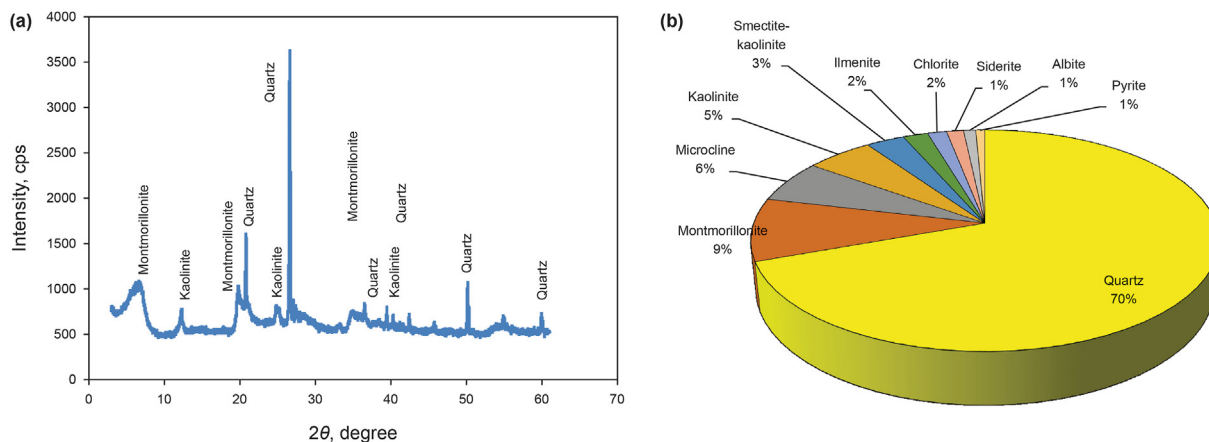 (a)
Intensity, cps
4000
3500
3000
2500
2000
1500
1000
500
0
Montmorillonite
Kaolinite
Montmorillonite
Quartz
Kaolinite
Quartz
Montmorillonite
Quartz
Kaolinite
Quartz
Quartz
Quartz
0
10
20
30
40
50
60
70
2θ, degree
(b)
Smectite-
kaolinite
3%
Ilmenite
2%
Chlorite
2%
Siderite
1%
Albite
1%
Pyrite
1%
Kaolinite
5%
Microcline
6%
Montmorillonite
9%
Quartz
70%